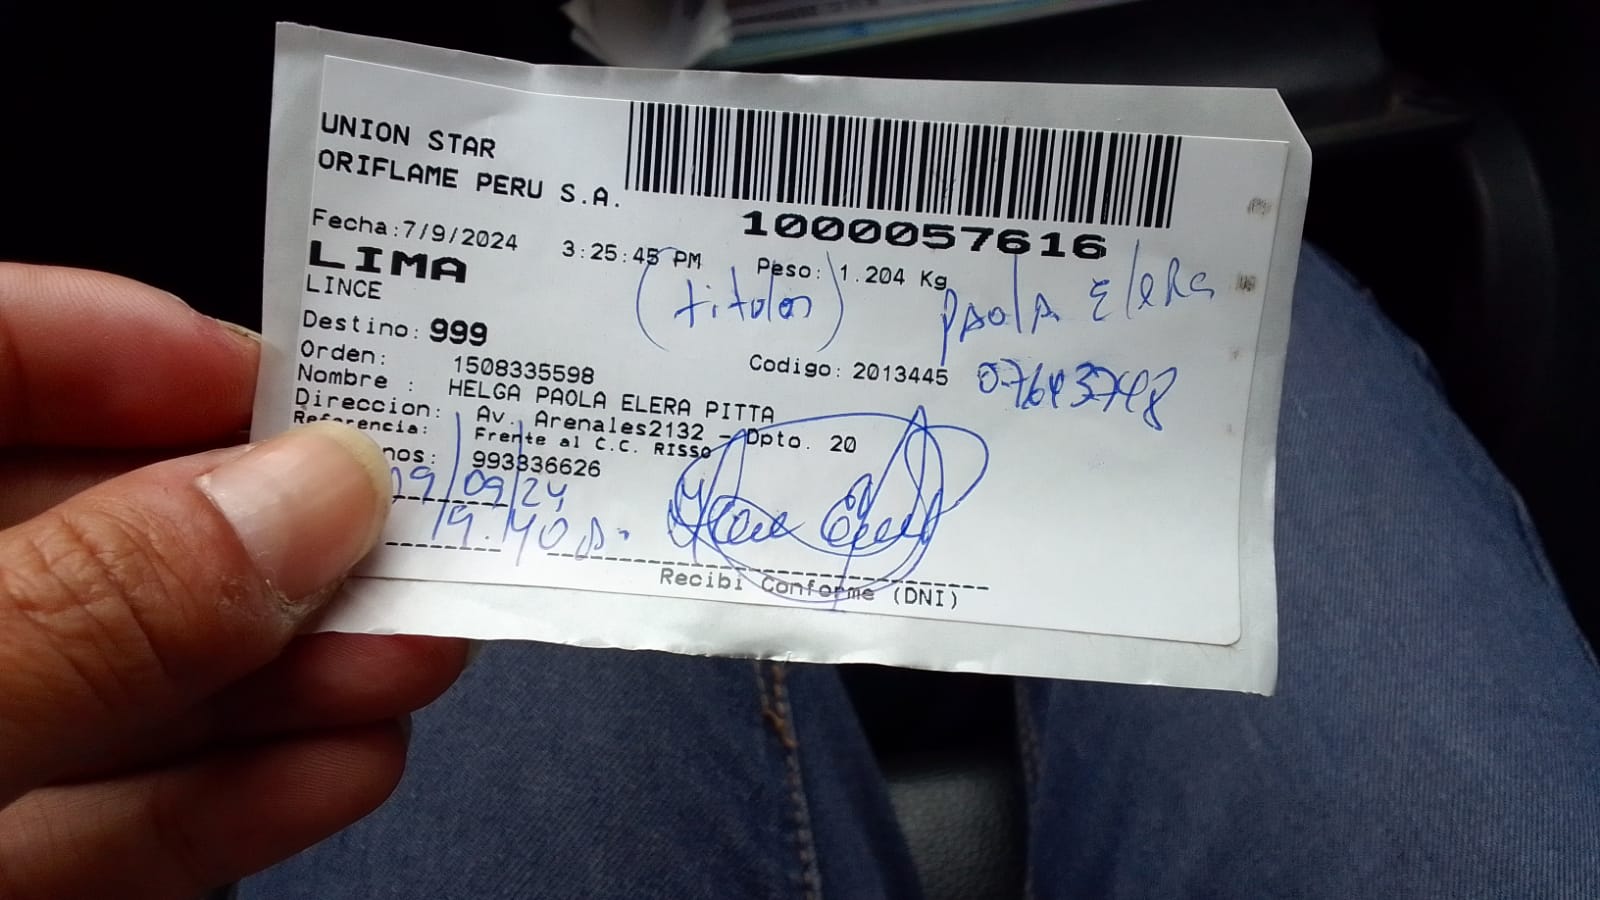 UNION STAR
ORIFLAME PERU S.A.
1000057616
Fecha:7/9/2024 3:25:45 PM Peso: 1.204 Kg
LIMA
LINCE
(titular) Paola Elera
Destino: 999
Orden: 1508335598 Codigo: 2013445
07643748
Nombre : HELGA PAOLA ELERA PITTA
Direccion: Av. Arenales2132 - Dpto. 20
Referencia: Frente al C.C. RISSO
nos: 993836626
09/09/24
Recibi Conforme (DNI)